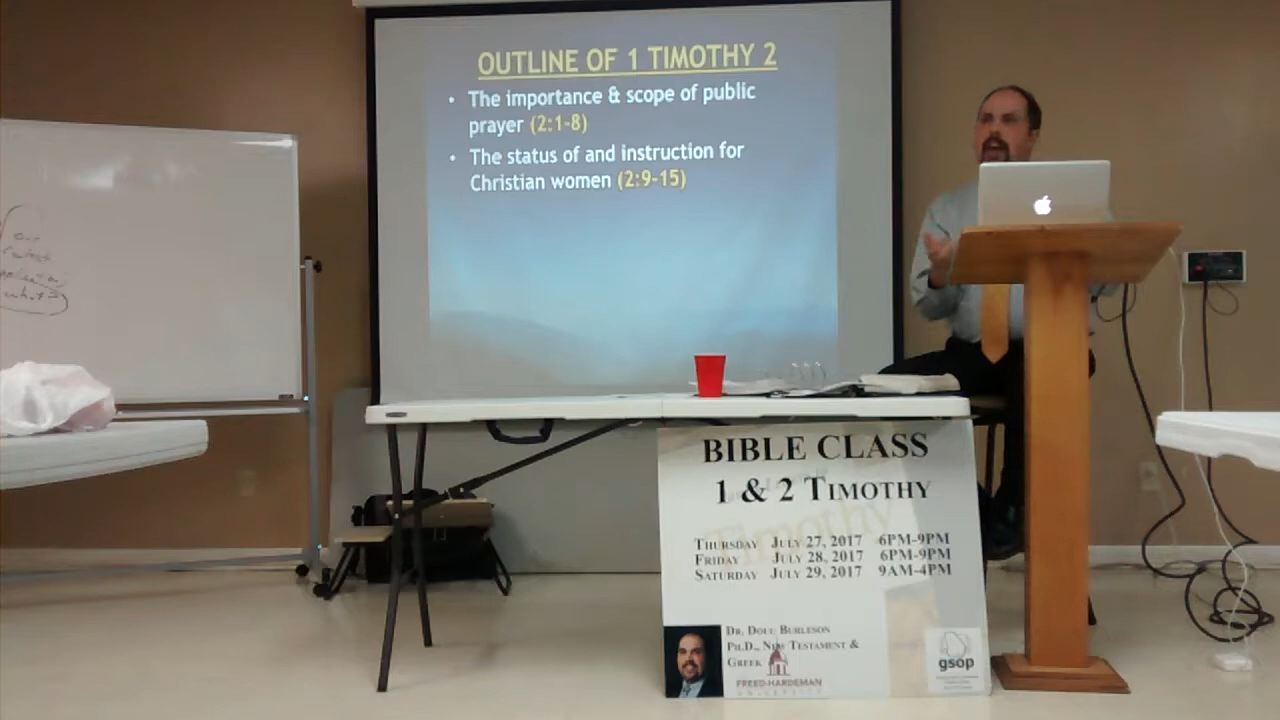 OUTLINE OF 1 TIMOTHY 2
• The importance & scope of public
prayer (2:1-8)
• The status of and instruction for
Christian women (2:9-15)
BIBLE CLASS
1 & 2 TIMOTHY
THURSDAY JULY 27, 2017 6PM-9PM
FRIDAY JULY 28, 2017 6PM-9PM
SATURDAY JULY 29, 2017 9AM-4PM
DR. DOUG BURLESON
PH.D., NEW TESTAMENT &
GREEK
FREED-HARDEMAN
UNIVERSITY
gsop